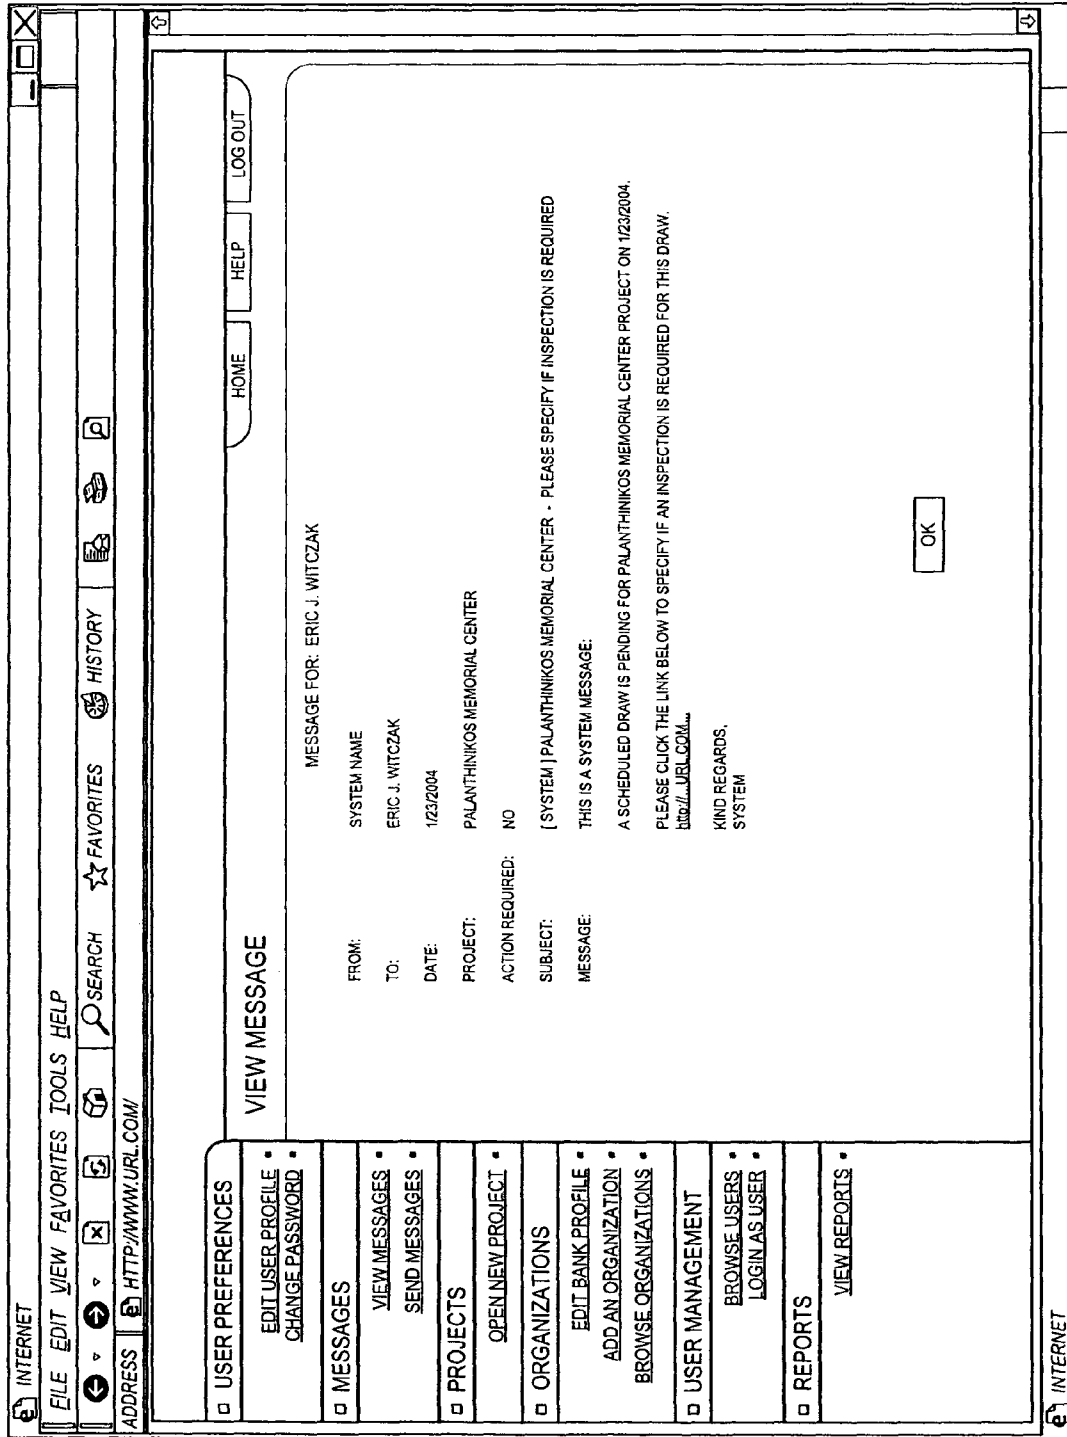 INTERNET
FILE EDIT VIEW FAVORITES TOOLS HELP
SEARCH FAVORITES HISTORY
ADDRESS HTTP://WWW.URL.COM/
HOME HELP LOG OUT
VIEW MESSAGE
USER PREFERENCES
EDIT USER PROFILE
CHANGE PASSWORD
MESSAGES
VIEW MESSAGES
SEND MESSAGES
PROJECTS
OPEN NEW PROJECT
ORGANIZATIONS
EDIT BANK PROFILE
ADD AN ORGANIZATION
BROWSE ORGANIZATIONS
USER MANAGEMENT
BROWSE USERS
LOGIN AS USER
REPORTS
VIEW REPORTS
MESSAGE FOR: ERIC J. WITCZAK
FROM: SYSTEM NAME
TO: ERIC J. WITCZAK
DATE: 1/23/2004
PROJECT: PALANTHINIKOS MEMORIAL CENTER
ACTION REQUIRED: NO
SUBJECT: [ SYSTEM ] PALANTHINIKOS MEMORIAL CENTER - PLEASE SPECIFY IF INSPECTION IS REQUIRED
MESSAGE: THIS IS A SYSTEM MESSAGE:
A SCHEDULED DRAW IS PENDING FOR PALANTHINIKOS MEMORIAL CENTER PROJECT ON 1/23/2004.
PLEASE CLICK THE LINK BELOW TO SPECIFY IF AN INSPECTION IS REQUIRED FOR THIS DRAW.
http://...URL.COM...
KIND REGARDS,
SYSTEM
OK
INTERNET